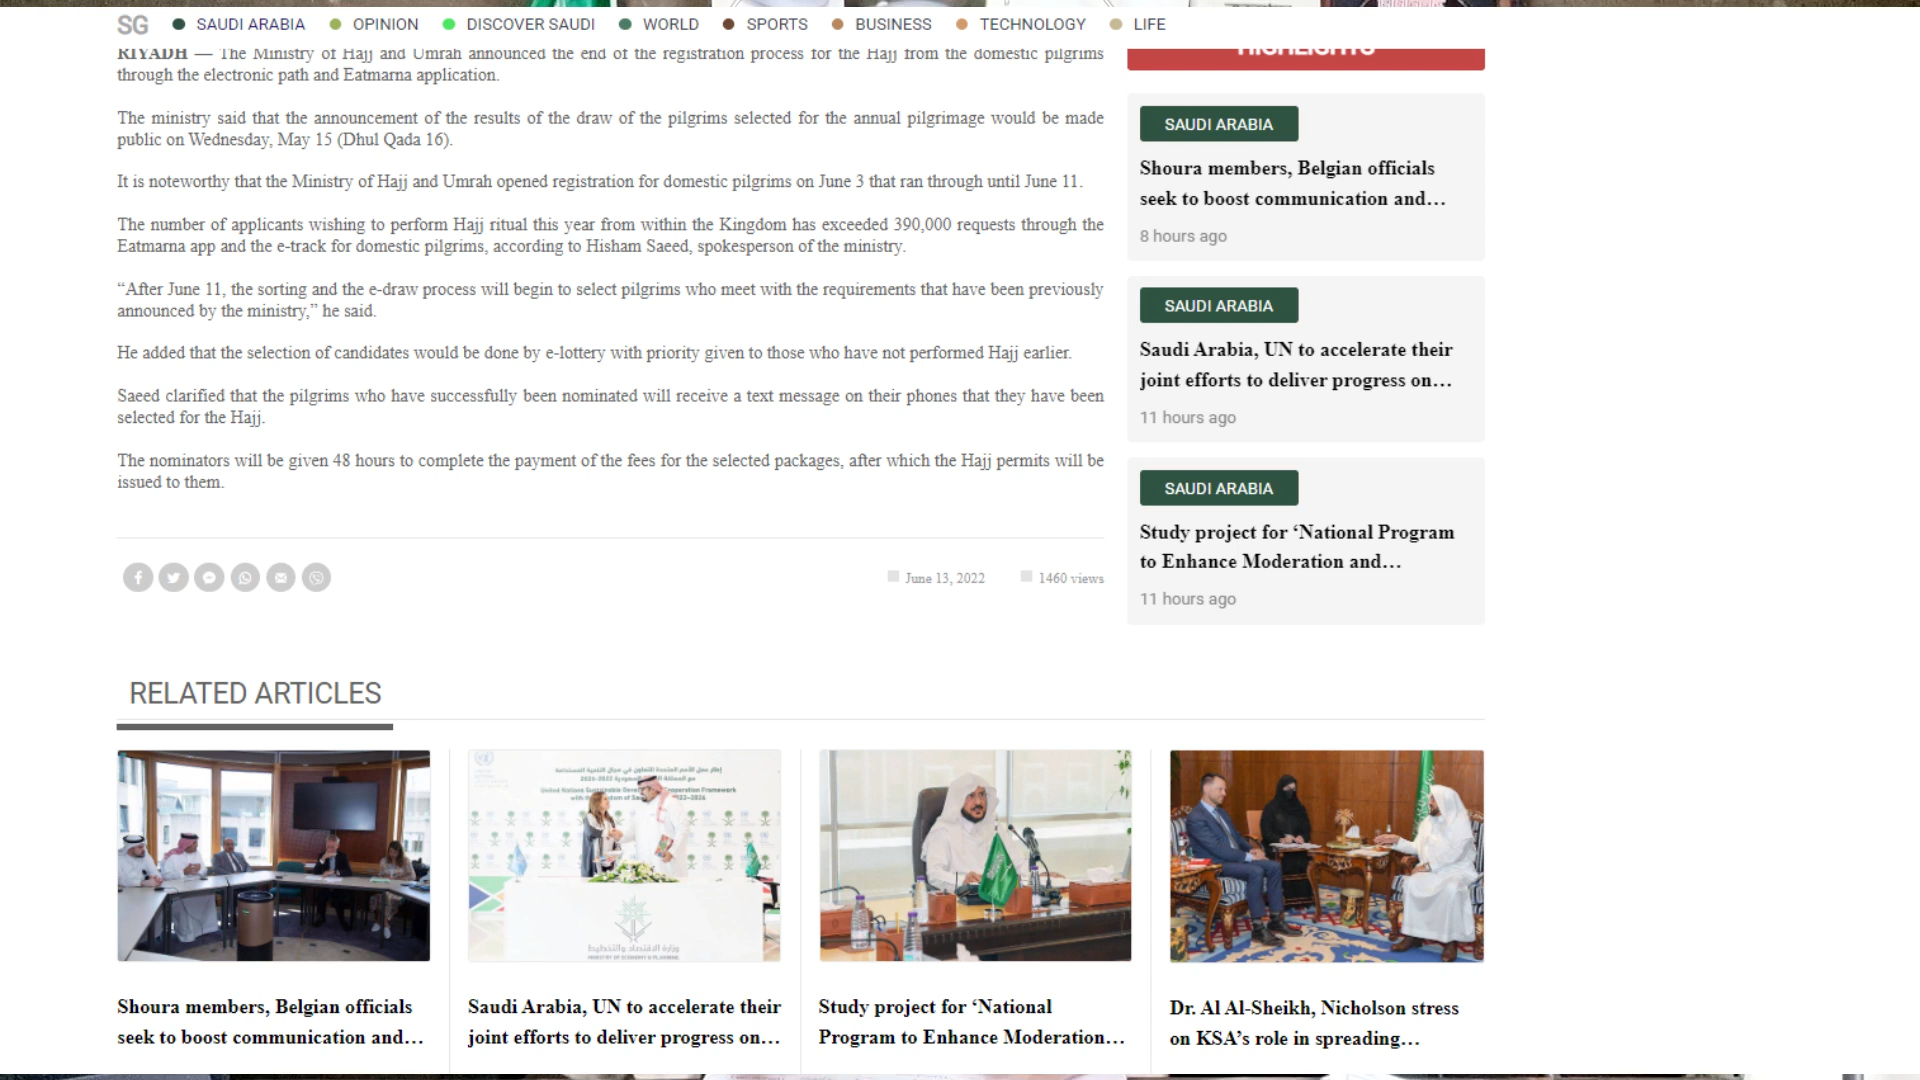 SG SAUDI ARABIA OPINION DISCOVER SAUDI WORLD SPORTS BUSINESS TECHNOLOGY LIFE
RIYADH — The Ministry of Hajj and Umrah announced the end of the registration process for the Hajj from the domestic pilgrims
through the electronic path and Eatmarna application.
The ministry said that the announcement of the results of the draw of the pilgrims selected for the annual pilgrimage would be made
public on Wednesday, May 15 (Dhul Qada 16).
It is noteworthy that the Ministry of Hajj and Umrah opened registration for domestic pilgrims on June 3 that ran through until June 11.
The number of applicants wishing to perform Hajj ritual this year from within the Kingdom has exceeded 390,000 requests through the
Eatmarna app and the e-track for domestic pilgrims, according to Hisham Saeed, spokesperson of the ministry.
“After June 11, the sorting and the e-draw process will begin to select pilgrims who meet with the requirements that have been previously
announced by the ministry,” he said.
He added that the selection of candidates would be done by e-lottery with priority given to those who have not performed Hajj earlier.
Saeed clarified that the pilgrims who have successfully been nominated will receive a text message on their phones that they have been
selected for the Hajj.
The nominators will be given 48 hours to complete the payment of the fees for the selected packages, after which the Hajj permits will be
issued to them.
June 13, 2022 1460 views
HIGHLIGHTS
SAUDI ARABIA
Shoura members, Belgian officials
seek to boost communication and...
8 hours ago
SAUDI ARABIA
Saudi Arabia, UN to accelerate their
joint efforts to deliver progress on...
11 hours ago
SAUDI ARABIA
Study project for ‘National Program
to Enhance Moderation and...
11 hours ago
RELATED ARTICLES
وزارة الاقتصاد والتخطيط
MINISTRY OF ECONOMY & PLANNING
Shoura members, Belgian officials
seek to boost communication and...
Saudi Arabia, UN to accelerate their
joint efforts to deliver progress on...
Study project for ‘National
Program to Enhance Moderation...
Dr. Al Al-Sheikh, Nicholson stress
on KSA’s role in spreading...